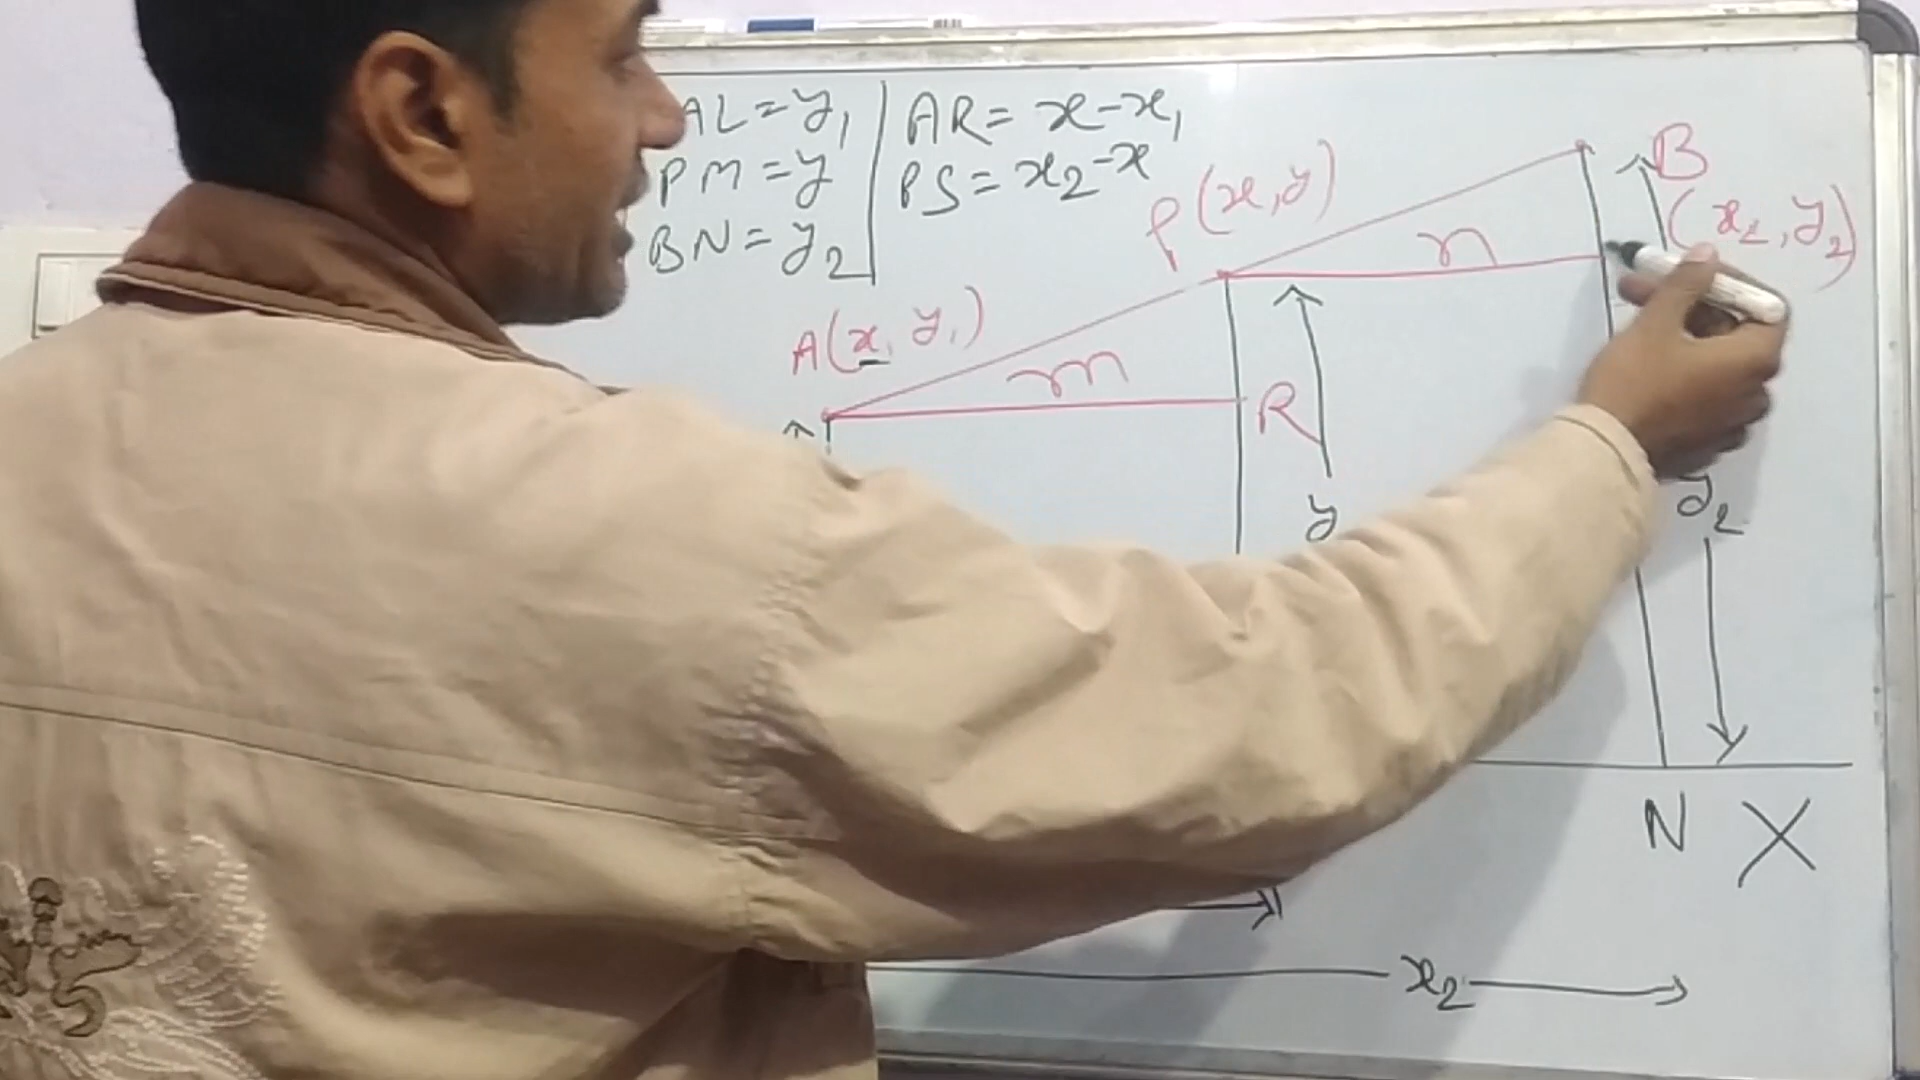 AL = y₁
PM = y
BN = y₂
AR = x - x₁
PS = x₂ - x
P (x, y)
B
(x₂, y₂)
n
A (x₁ y₁)
m
R
y
y₂
N X
x₂